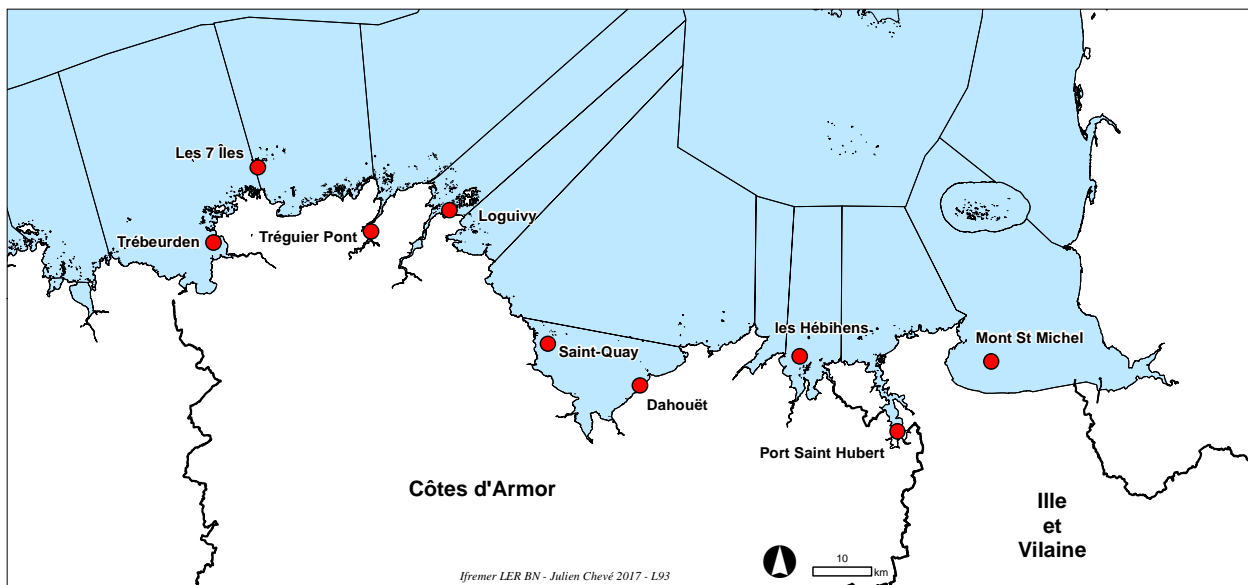 Les 7 Îles
Trébeurden
Tréguier Pont
Loguivy
Saint-Quay
les Hébihens
Mont St Michel
Dahouët
Port Saint Hubert
Côtes d'Armor
Ille
et
Vilaine
10
km
Ifremer LER BN - Julien Chevé 2017 - L93